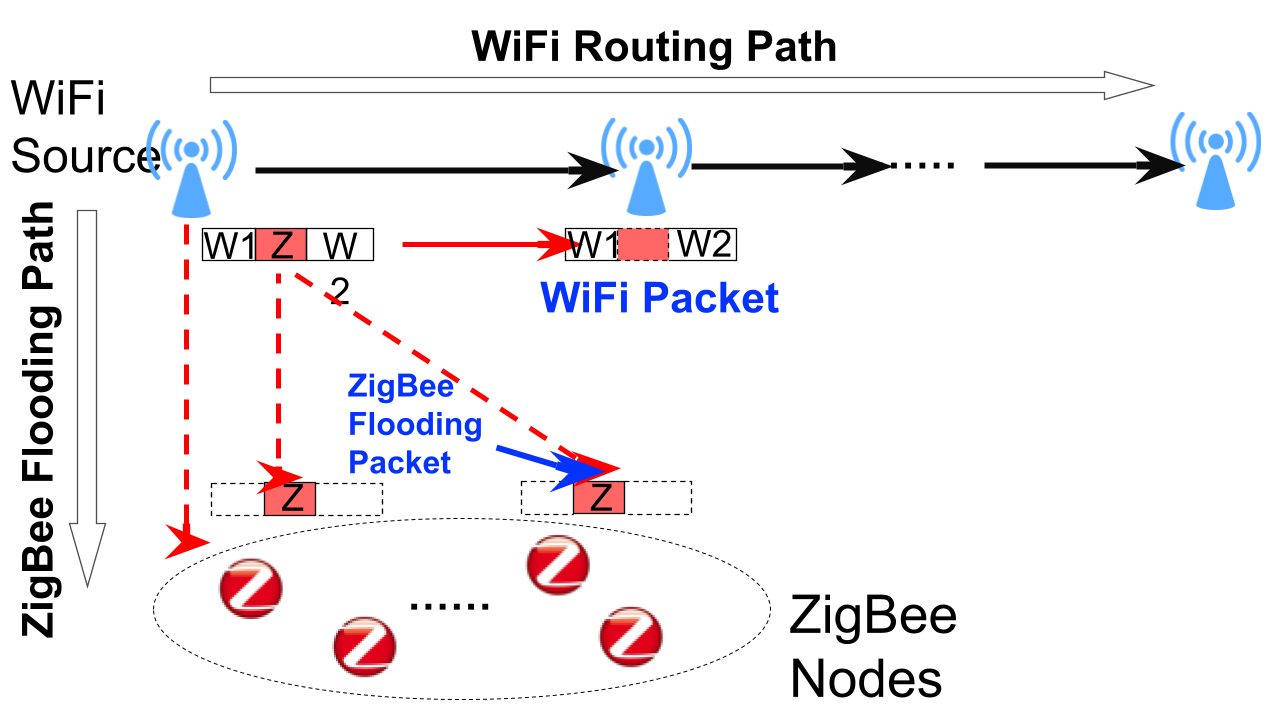 WiFi Routing Path
WiFi
Source
ZigBee Flooding Path
W1 Z W
2
W1 W2
WiFi Packet
ZigBee
Flooding
Packet
Z
Z
Z
Z
Z
Z
ZigBee
Nodes